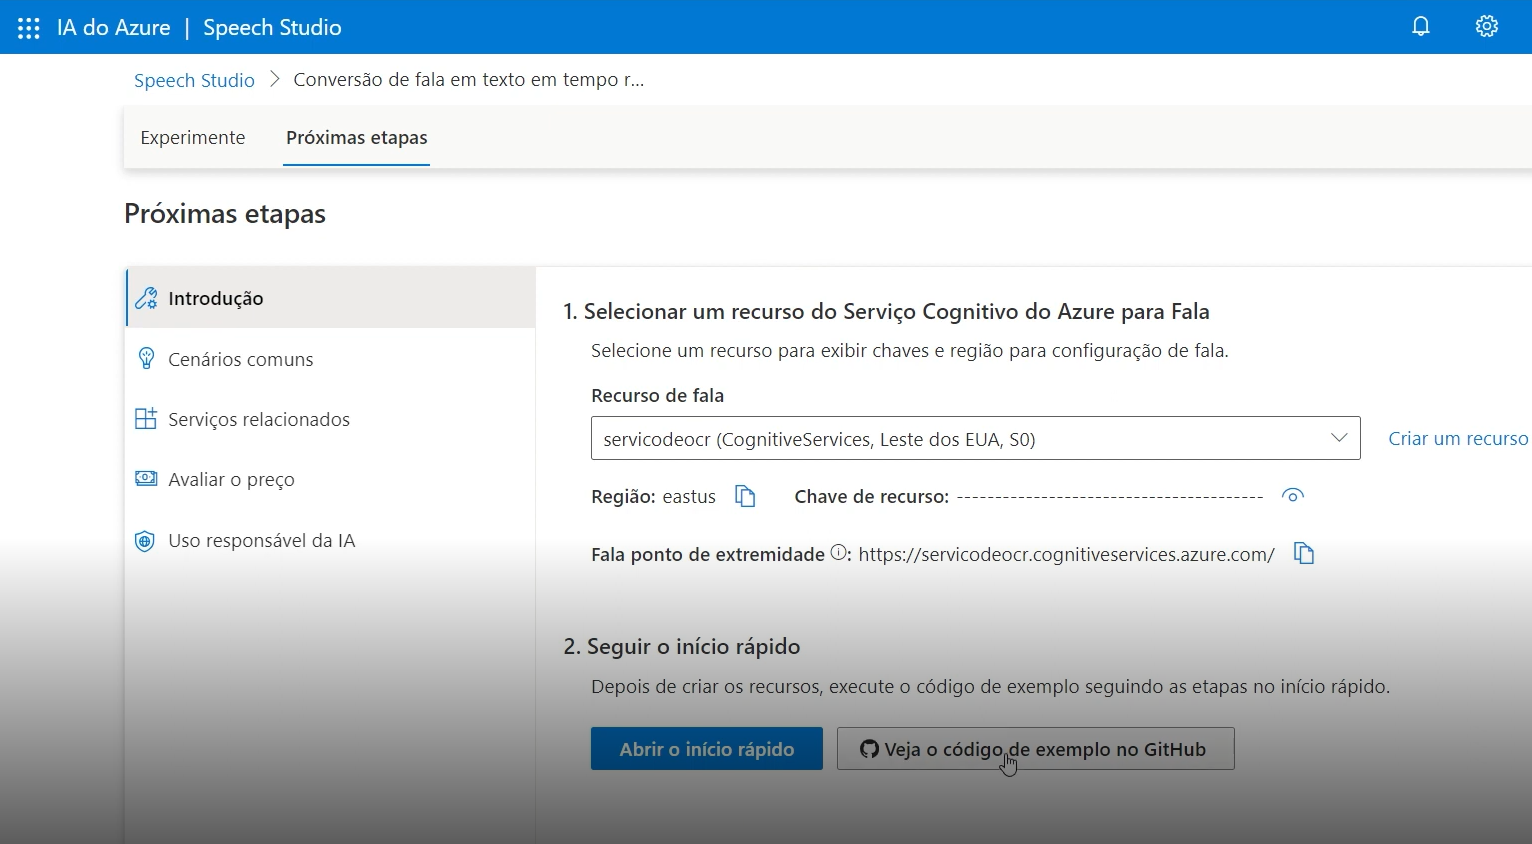 IA do Azure | Speech Studio
Speech Studio > Conversão de fala em texto em tempo r...
Experimente Próximas etapas
Próximas etapas
Introdução
Cenários comuns
Serviços relacionados
Avaliar o preço
Uso responsável da IA
1. Selecionar um recurso do Serviço Cognitivo do Azure para Fala
Selecione um recurso para exibir chaves e região para configuração de fala.
Recurso de fala
servicodeocr (CognitiveServices, Leste dos EUA, S0)
Criar um recurso
Região: eastus Chave de recurso: ----------------------------------------
Fala ponto de extremidade ⓘ: https://servicodeocr.cognitiveservices.azure.com/
2. Seguir o início rápido
Depois de criar os recursos, execute o código de exemplo seguindo as etapas no início rápido.
Abrir o início rápido Veja o código de exemplo no GitHub